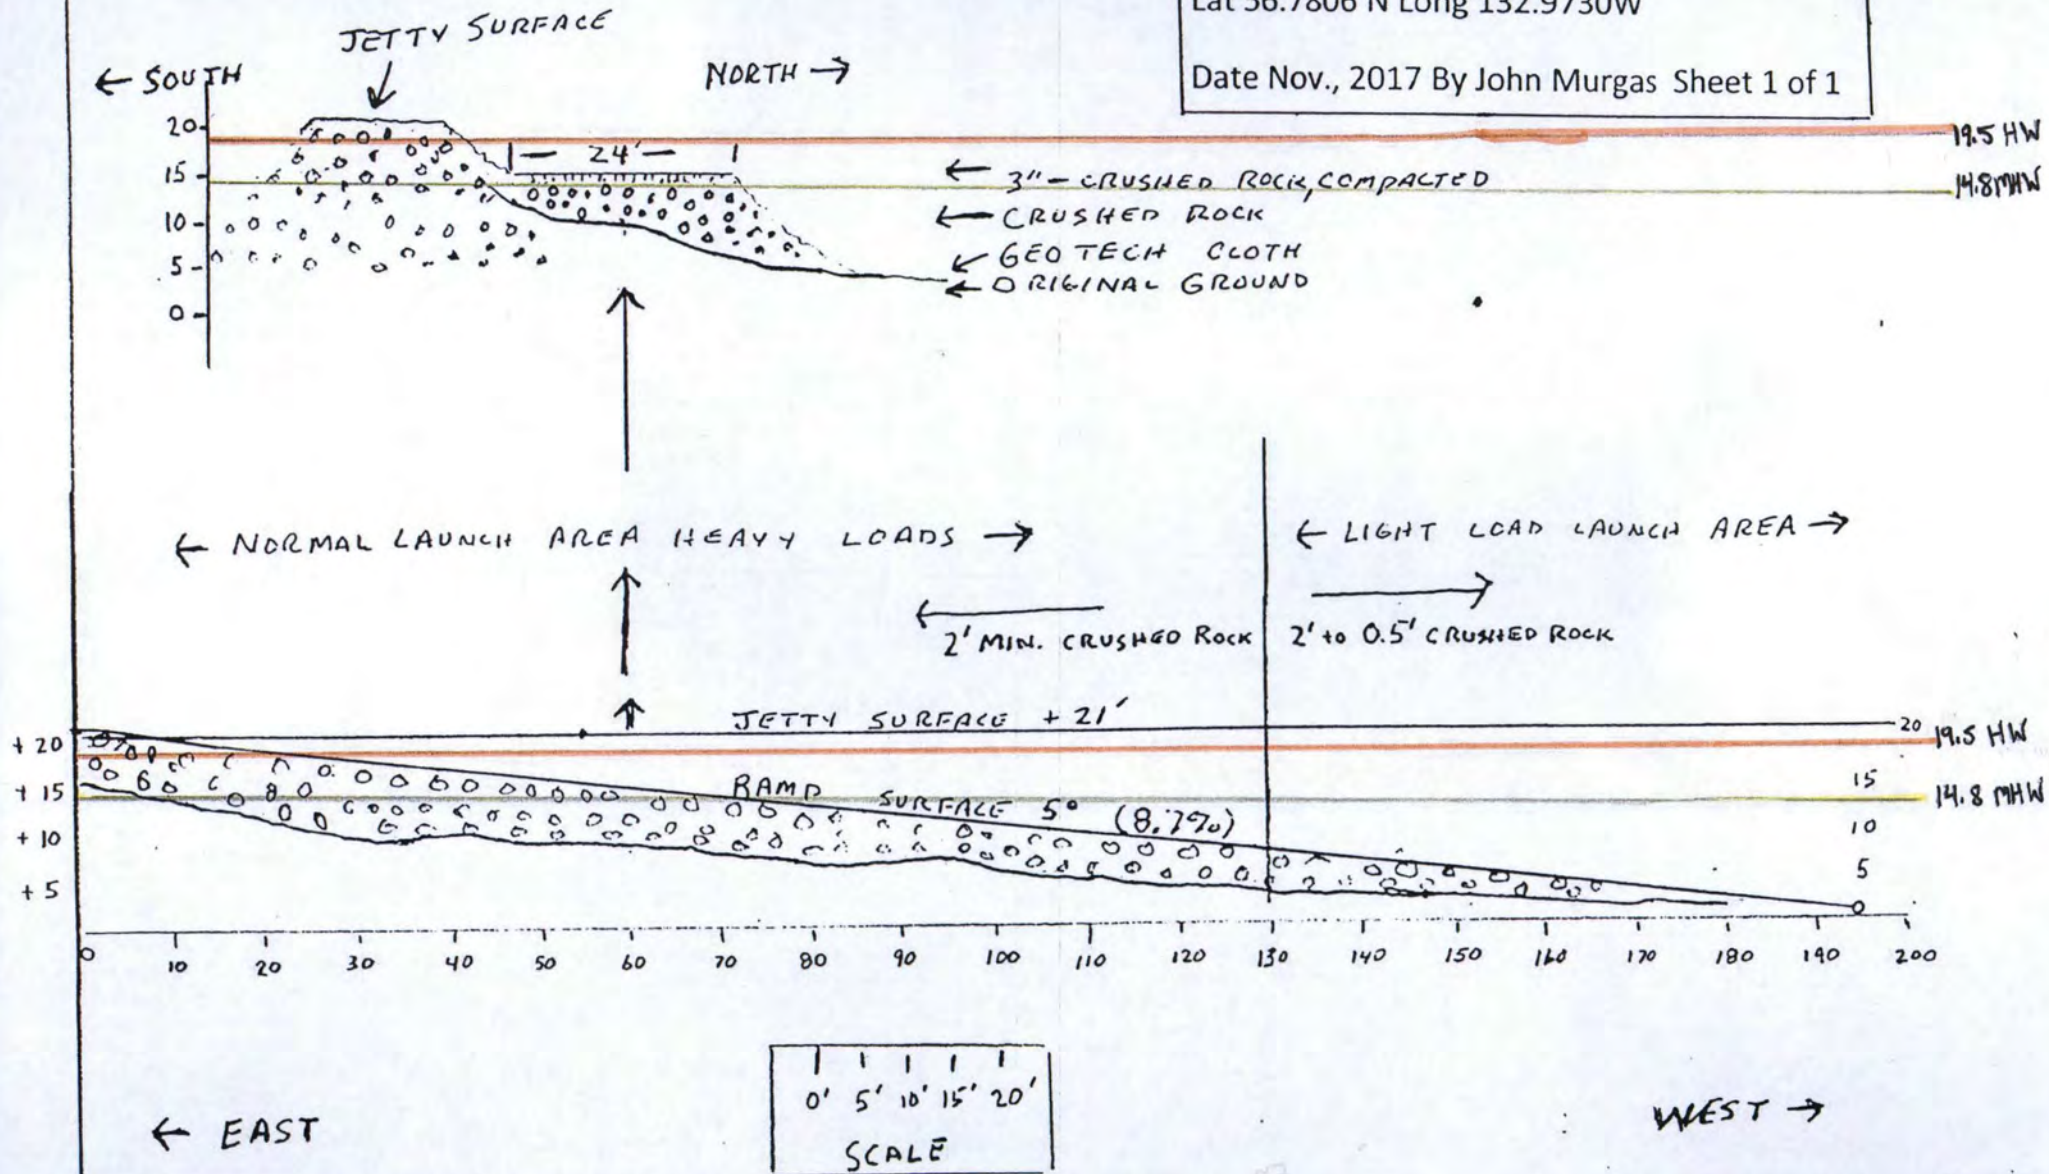 Lat 56.7806 N Long 132.9730W
Date Nov., 2017 By John Murgas Sheet 1 of 1
JETTY SURFACE
← SOUTH
NORTH →
20
15
10
5
0
24'
19.5 HW
14.8 MHW
← 3"- CRUSHED ROCK, COMPACTED
← CRUSHED ROCK
GEO TECH CLOTH
← ORIGINAL GROUND
← NORMAL LAUNCH AREA HEAVY LOADS →
← LIGHT LOAD LAUNCH AREA →
2' MIN. CRUSHED ROCK
2' to 0.5' CRUSHED ROCK
JETTY SURFACE + 21'
+ 20
+ 15
+ 10
+ 5
20
15
10
5
0
19.5 HW
14.8 MHW
RAMP SURFACE 5° (8.7%)
0 10 20 30 40 50 60 70 80 90 100 110 120 130 140 150 160 170 180 190 200
0' 5' 10' 15' 20'
SCALE
← EAST
WEST →